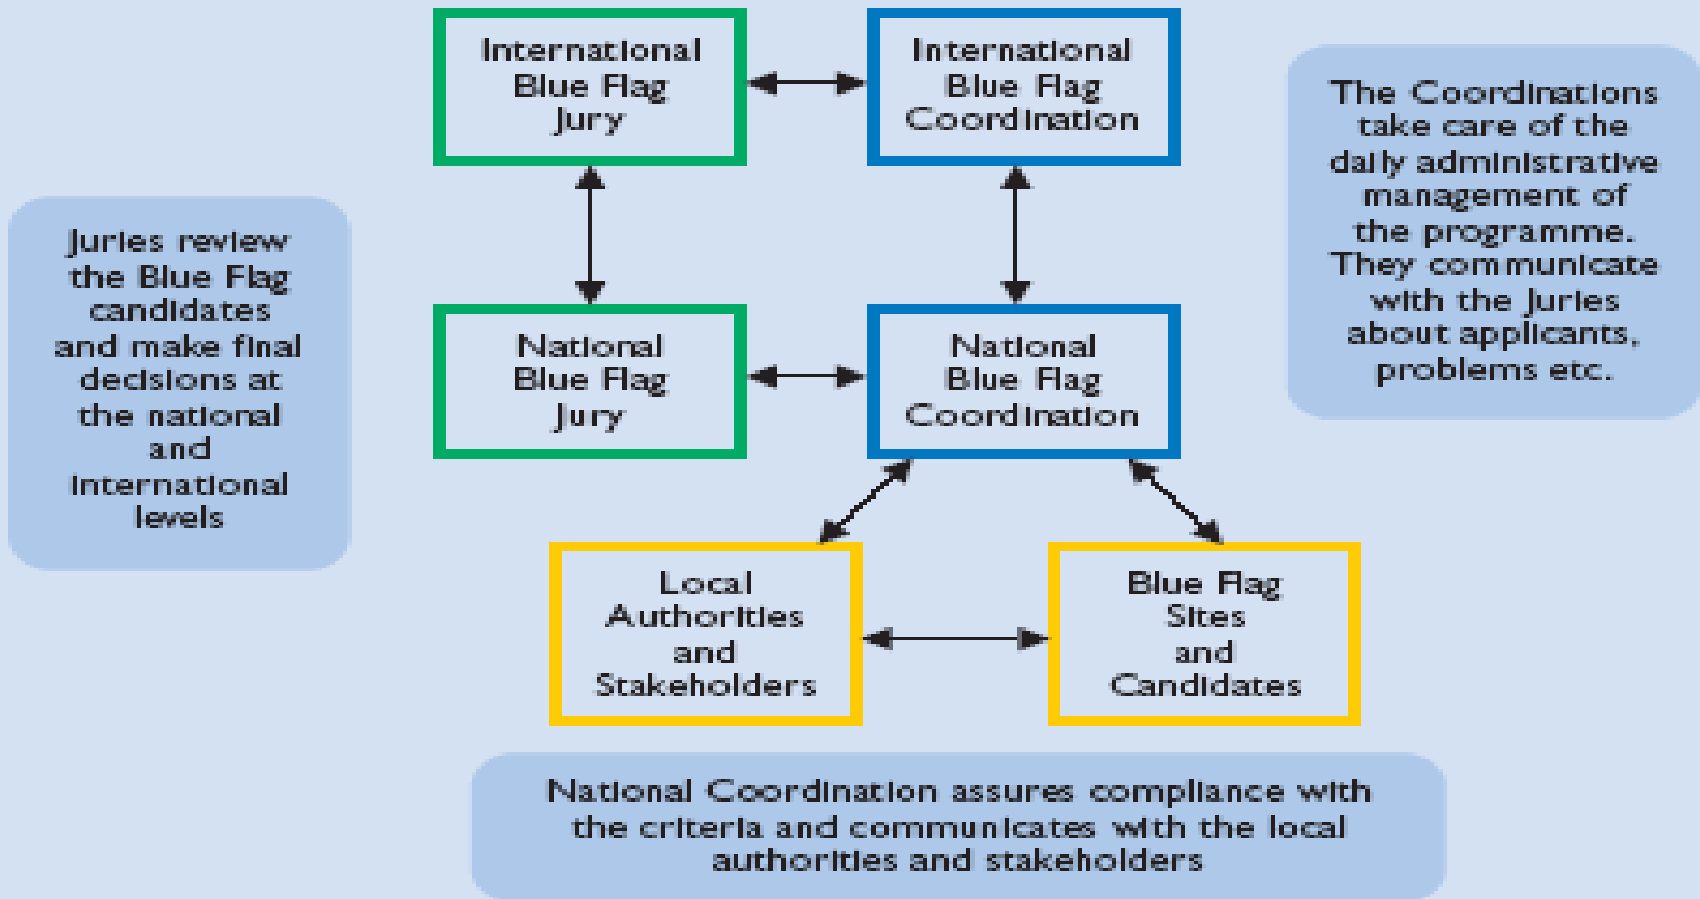 International
Blue Flag
Jury
International
Blue Flag
Coordination
The Coordinations
take care of the
daily administrative
management of
the programme.
They communicate
with the Juries
about applicants,
problems etc.
Juries review
the Blue Flag
candidates
and make final
decisions at
the national
and
international
levels
National
Blue Flag
Jury
National
Blue Flag
Coordination
Local
Authorities
and
Stakeholders
Blue Flag
Sites
and
Candidates
National Coordination assures compliance with
the criteria and communicates with the local
authorities and stakeholders